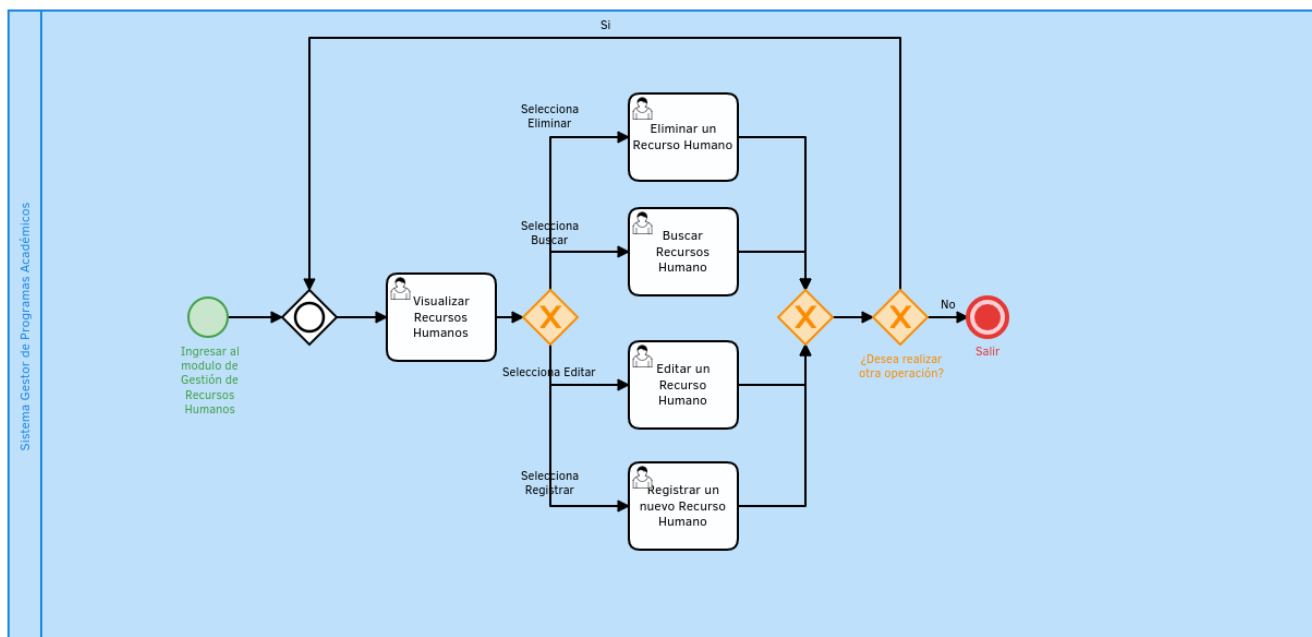 Si
Sistema Gestor de Programas Académicos
Ingresar al
modulo de
Gestión de
Recursos
Humanos
Visualizar
Recursos
Humanos
Selecciona
Eliminar
Eliminar un
Recurso Humano
Selecciona
Buscar
Buscar
Recursos
Humano
Selecciona Editar
Editar un
Recurso
Humano
Selecciona
Registrar
Registrar un
nuevo Recurso
Humano
¿Desea realizar
otra operación?
No
Salir